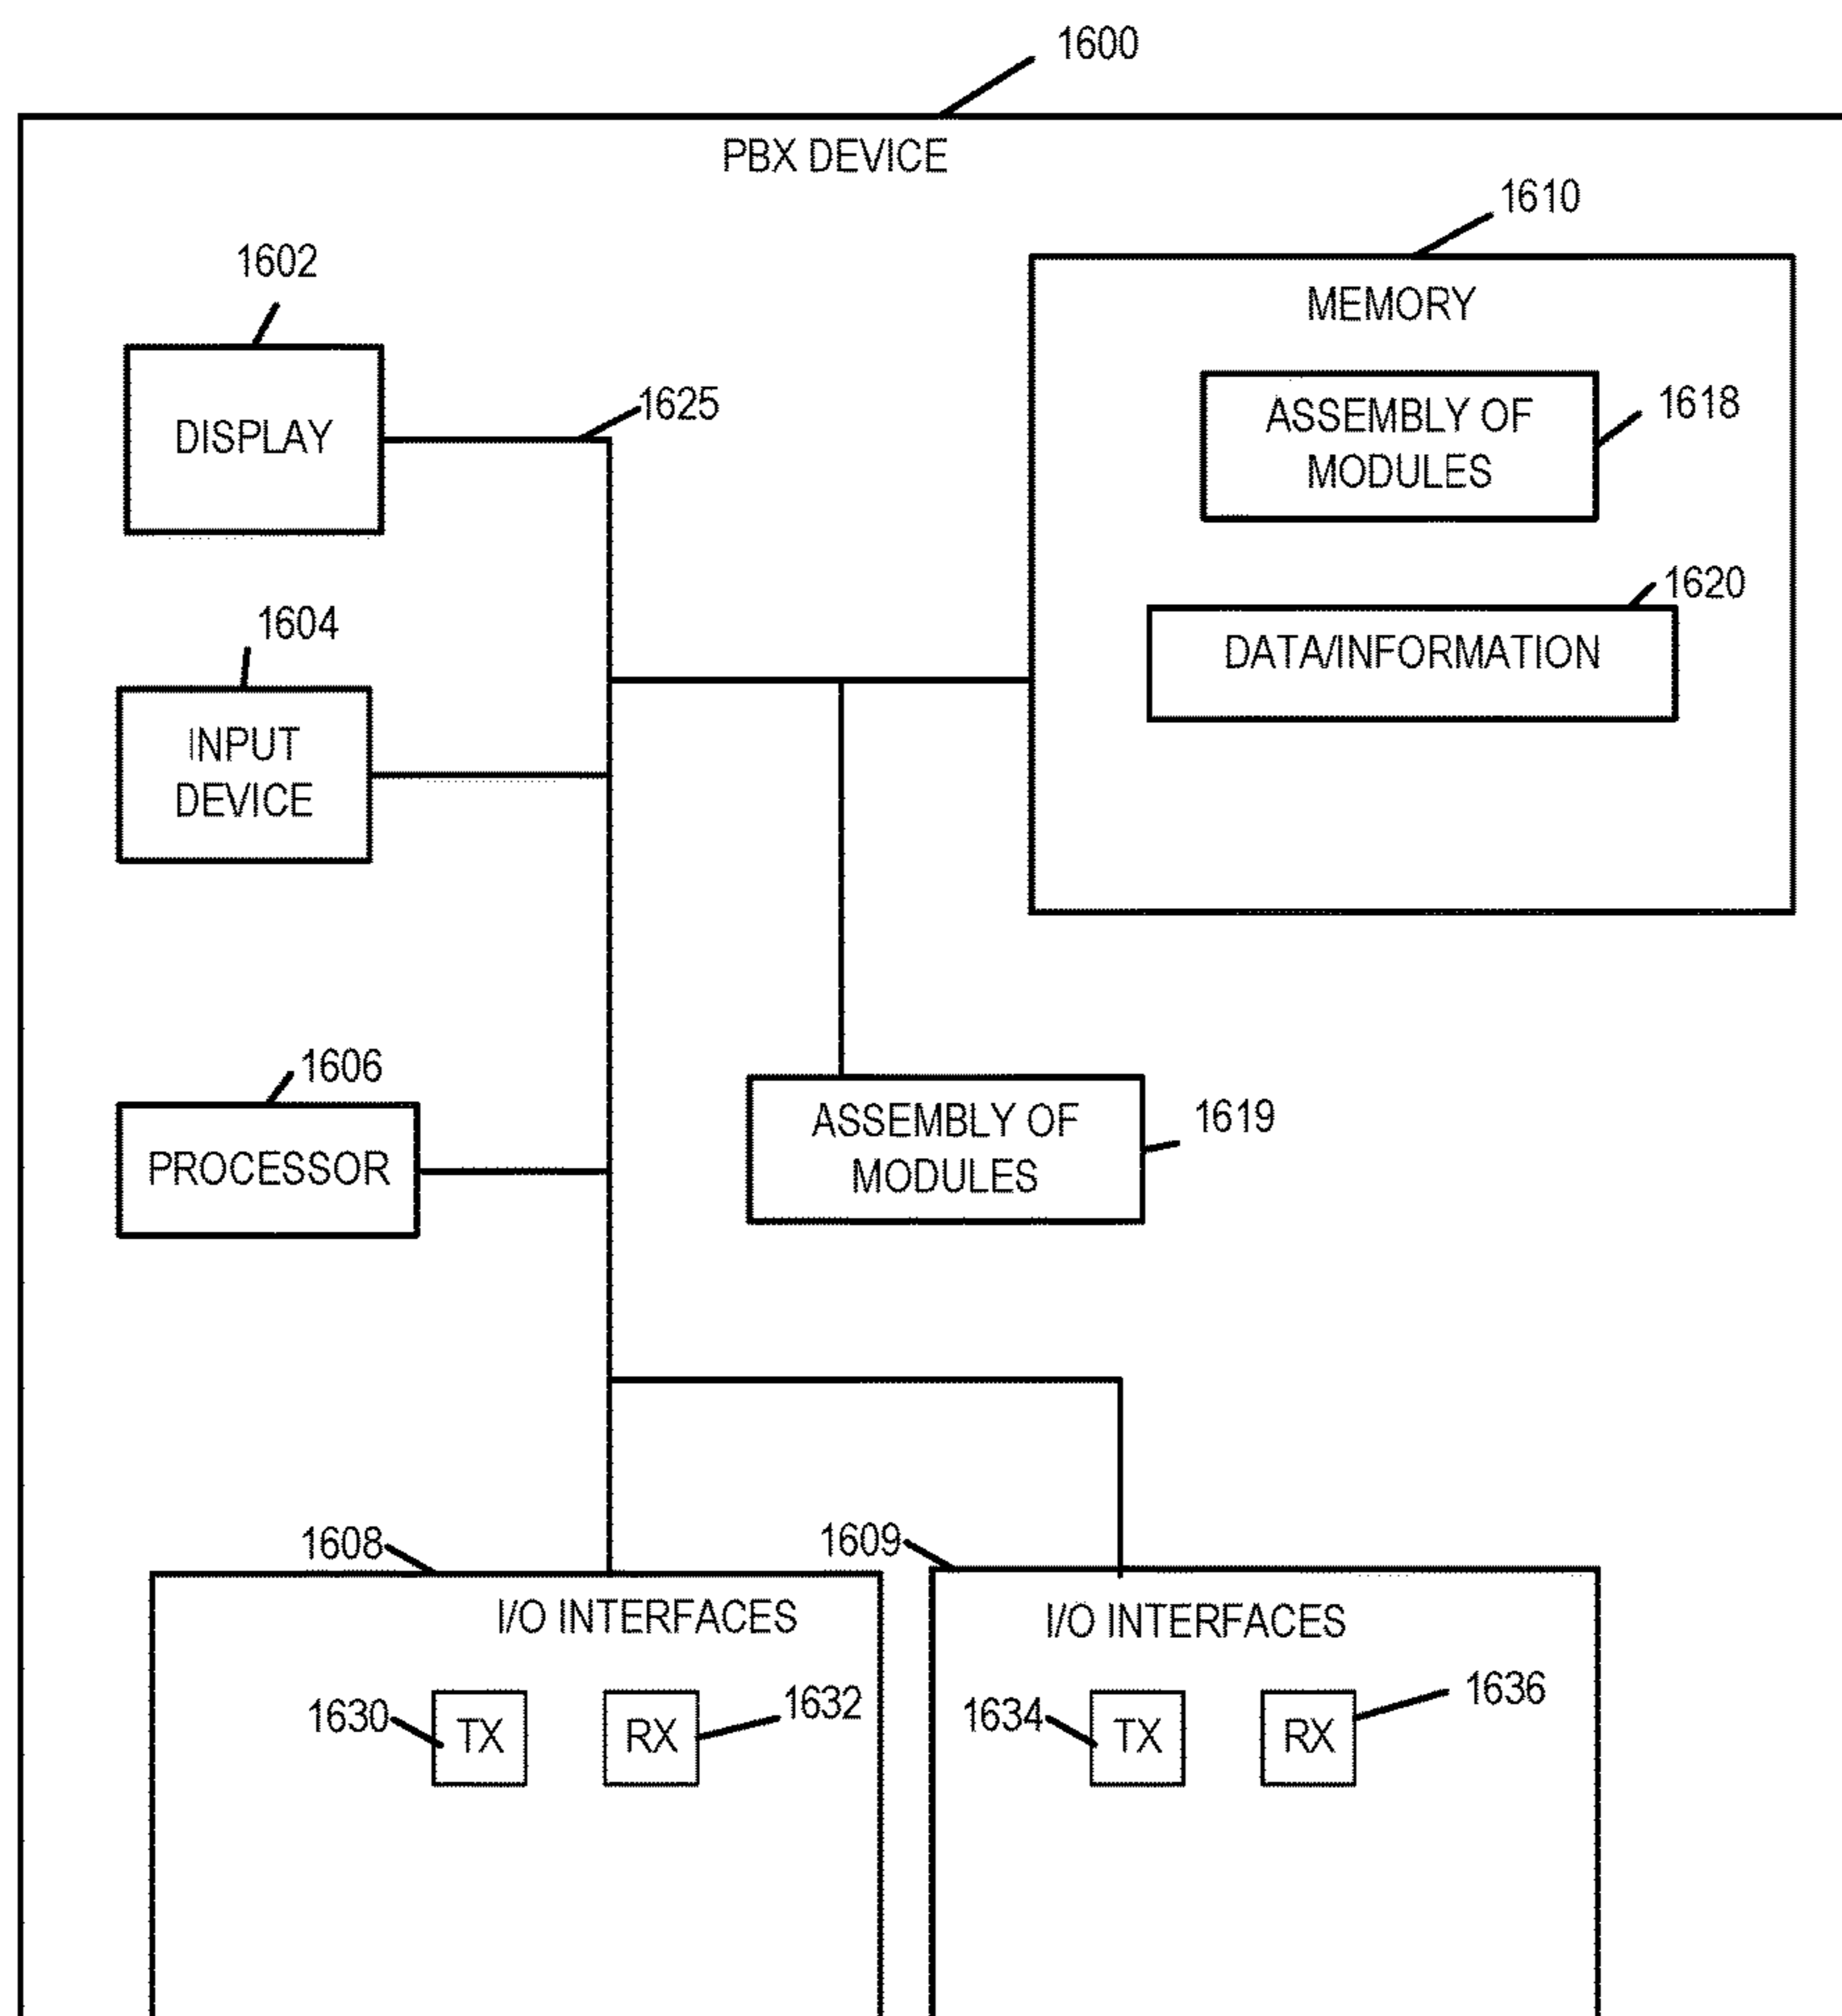 1600
PBX DEVICE
1610
MEMORY
1602
DISPLAY
1625
ASSEMBLY OF
MODULES
1618
1620
DATA/INFORMATION
1604
INPUT
DEVICE
1606
PROCESSOR
ASSEMBLY OF
MODULES
1619
1608
I/O INTERFACES
1630
TX
RX
1632
1609
I/O INTERFACES
1634
TX
RX
1636